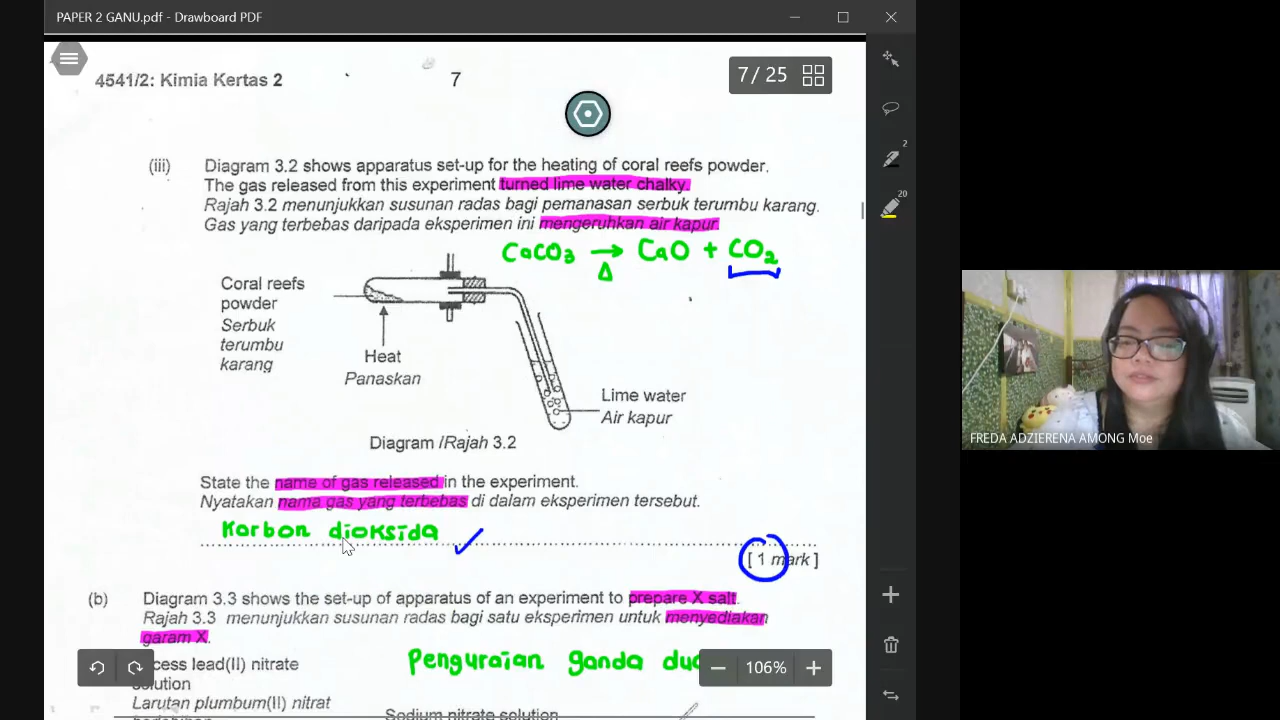 PAPER 2 GANU.pdf - Drawboard PDF
4541/2: Kimia Kertas 2
7
7 / 25
2
20
(iii) Diagram 3.2 shows apparatus set-up for the heating of coral reefs powder.
The gas released from this experiment turned lime water chalky.
Rajah 3.2 menunjukkan susunan radas bagi pemanasan serbuk terumbu karang.
Gas yang terbebas daripada eksperimen ini mengeruhkan air kapur.
CaCO3 → CaO + CO2
Δ
Coral reefs
powder
Serbuk
terumbu
karang
Heat
Panaskan
Lime water
Air kapur
Diagram /Rajah 3.2
FREDA ADZIERENA AMONG Moe
State the name of gas released in the experiment.
Nyatakan nama gas yang terbebas di dalam eksperimen tersebut.
Karbon dioksida
[ 1 mark ]
(b) Diagram 3.3 shows the set-up of apparatus of an experiment to prepare X salt.
Rajah 3.3 menunjukkan susunan radas bagi satu eksperimen untuk menyediakan
garam X.
Penguraian ganda dua
106%
xcess lead(II) nitrate
solution
Larutan plumbum(II) nitrat
Sodium nitrate solution